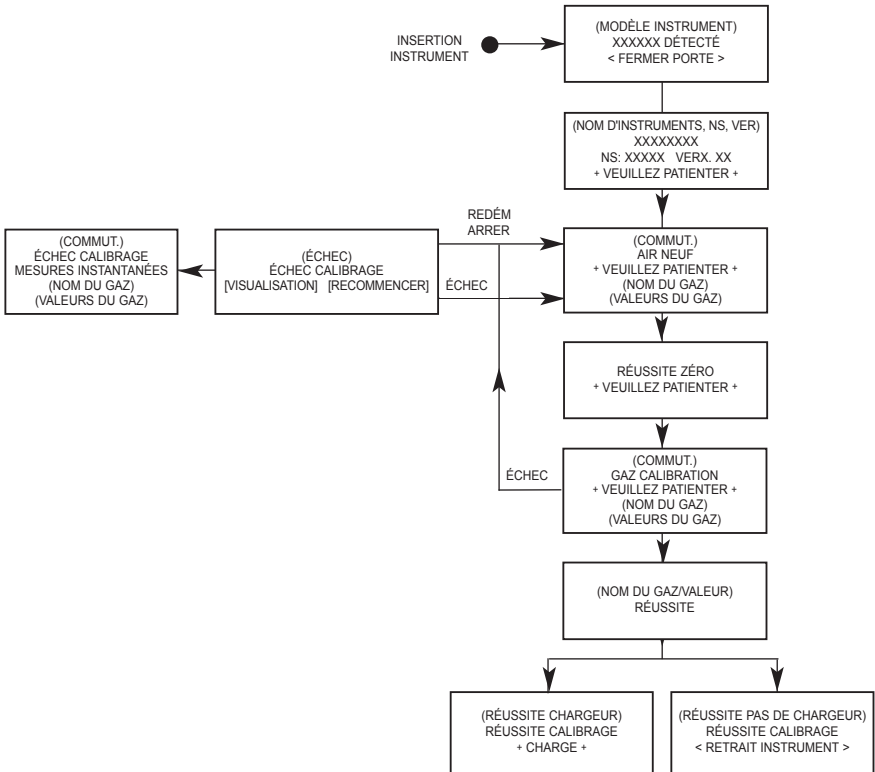 INSERTION
INSTRUMENT
(MODÈLE INSTRUMENT)
XXXXXX DÉTECTÉ
< FERMER PORTE >
(NOM D'INSTRUMENTS, NS, VER)
XXXXXXXX
NS: XXXXX VERX. XX
+ VEUILLEZ PATIENTER +
(COMMUT.)
ÉCHEC CALIBRAGE
MESURES INSTANTANÉES
(NOM DU GAZ)
(VALEURS DU GAZ)
(ÉCHEC)
ÉCHEC CALIBRAGE
[VISUALISATION] [RECOMMENCER]
REDÉM
ARRER
ÉCHEC
(COMMUT.)
AIR NEUF
+ VEUILLEZ PATIENTER +
(NOM DU GAZ)
(VALEURS DU GAZ)
RÉUSSITE ZÉRO
+ VEUILLEZ PATIENTER +
ÉCHEC
(COMMUT.)
GAZ CALIBRATION
+ VEUILLEZ PATIENTER +
(NOM DU GAZ)
(VALEURS DU GAZ)
(NOM DU GAZ/VALEUR)
RÉUSSITE
(RÉUSSITE CHARGEUR)
RÉUSSITE CALIBRAGE
+ CHARGE +
(RÉUSSITE PAS DE CHARGEUR)
RÉUSSITE CALIBRAGE
< RETRAIT INSTRUMENT >